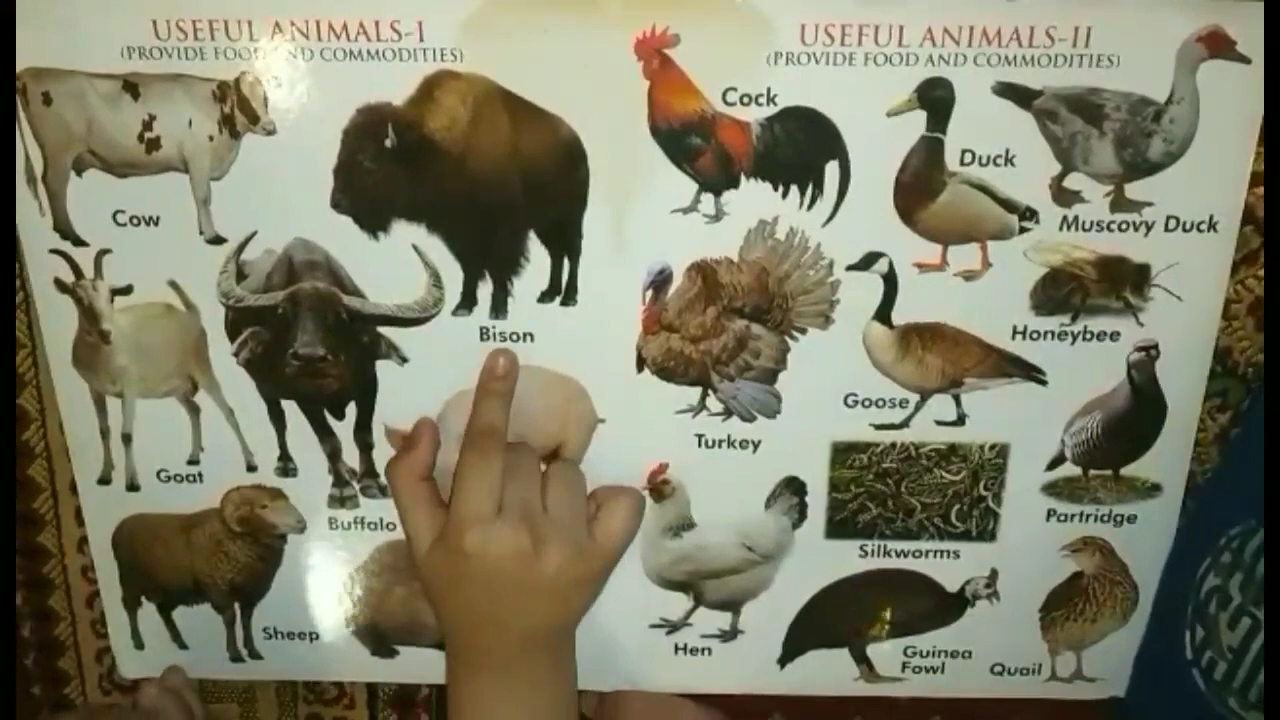 USEFUL ANIMALS-I
(PROVIDE FOOD AND COMMODITIES)
Cow
Bison
Goat
Buffalo
Sheep
USEFUL ANIMALS-II
(PROVIDE FOOD AND COMMODITIES)
Cock
Duck
Muscovy Duck
Honeybee
Turkey
Goose
Partridge
Silkworms
Hen
Guinea
Fowl
Quail